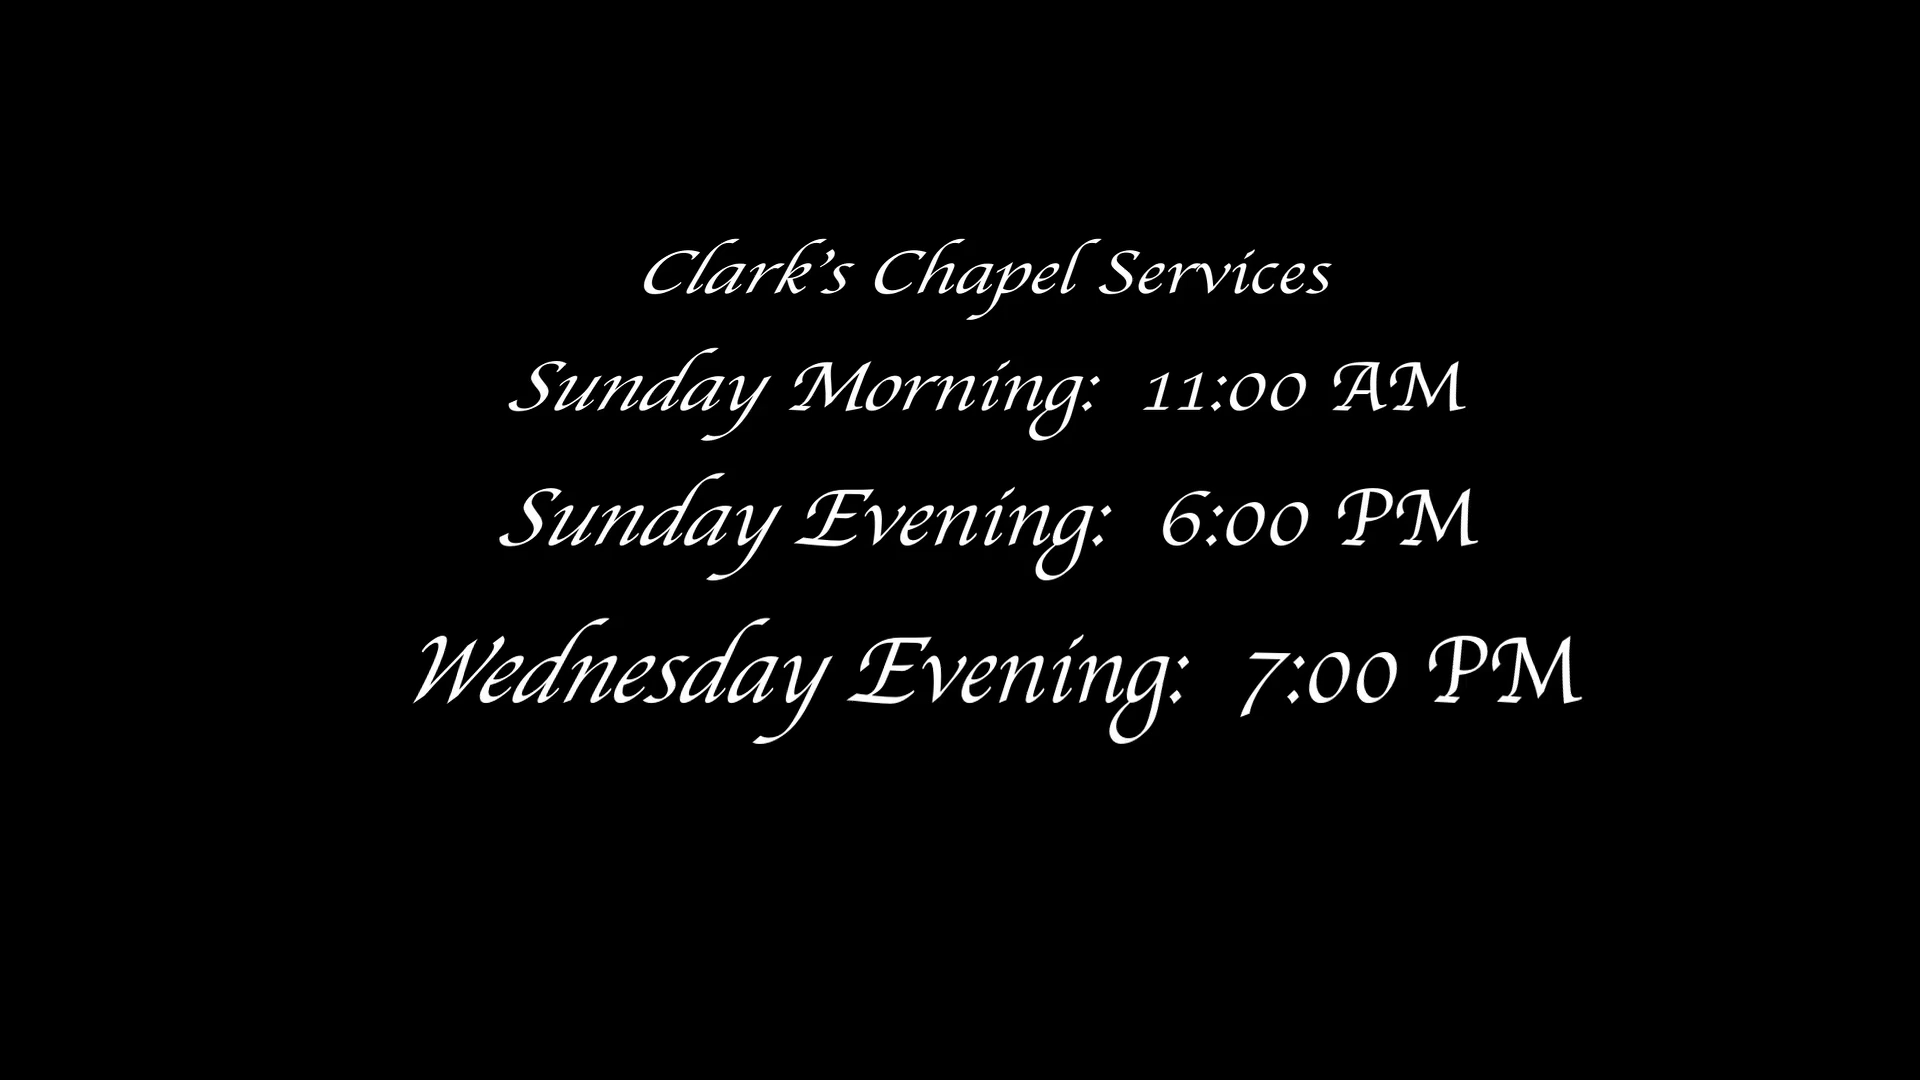 Clark’s Chapel Services
Sunday Morning:  11:00 AM
Sunday Evening:  6:00 PM
Wednesday Evening:  7:00 PM